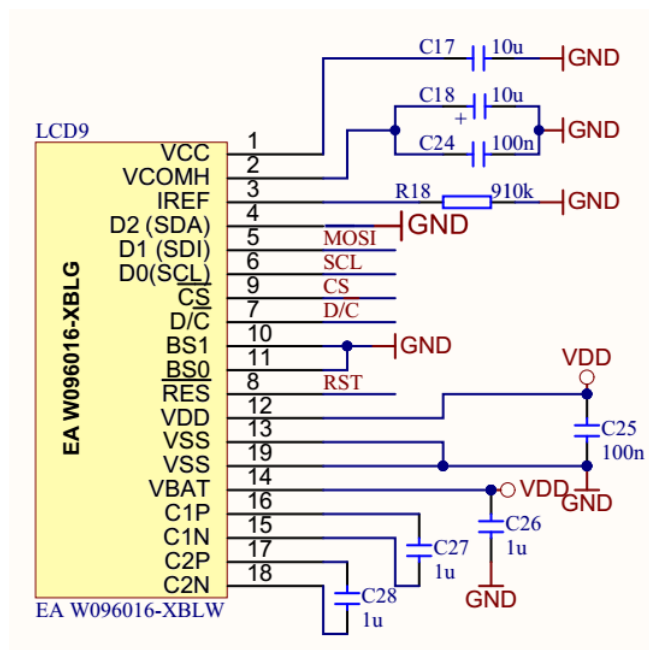 C17 10u GND
C18 10u
+
GND
C24 100n
LCD9
EA W096016-XBLG
VCC 1
VCOMH 2
IREF 3 R18 910k GND
D2 (SDA) 4 GND
D1 (SDI) 5 MOSI
D0(SCL) 6 SCL
CS 9 CS
D/C 7 D/C
BS1 10 GND
BS0 11
RES 8 RST
VDD 12
VSS 13
VSS 19
VBAT 14 VDD
C1P 16
C1N 15
C2P 17
C2N 18
VDD
C25
100n
GND
C26
1u
GND
C27
1u
C28
1u
EA W096016-XBLW